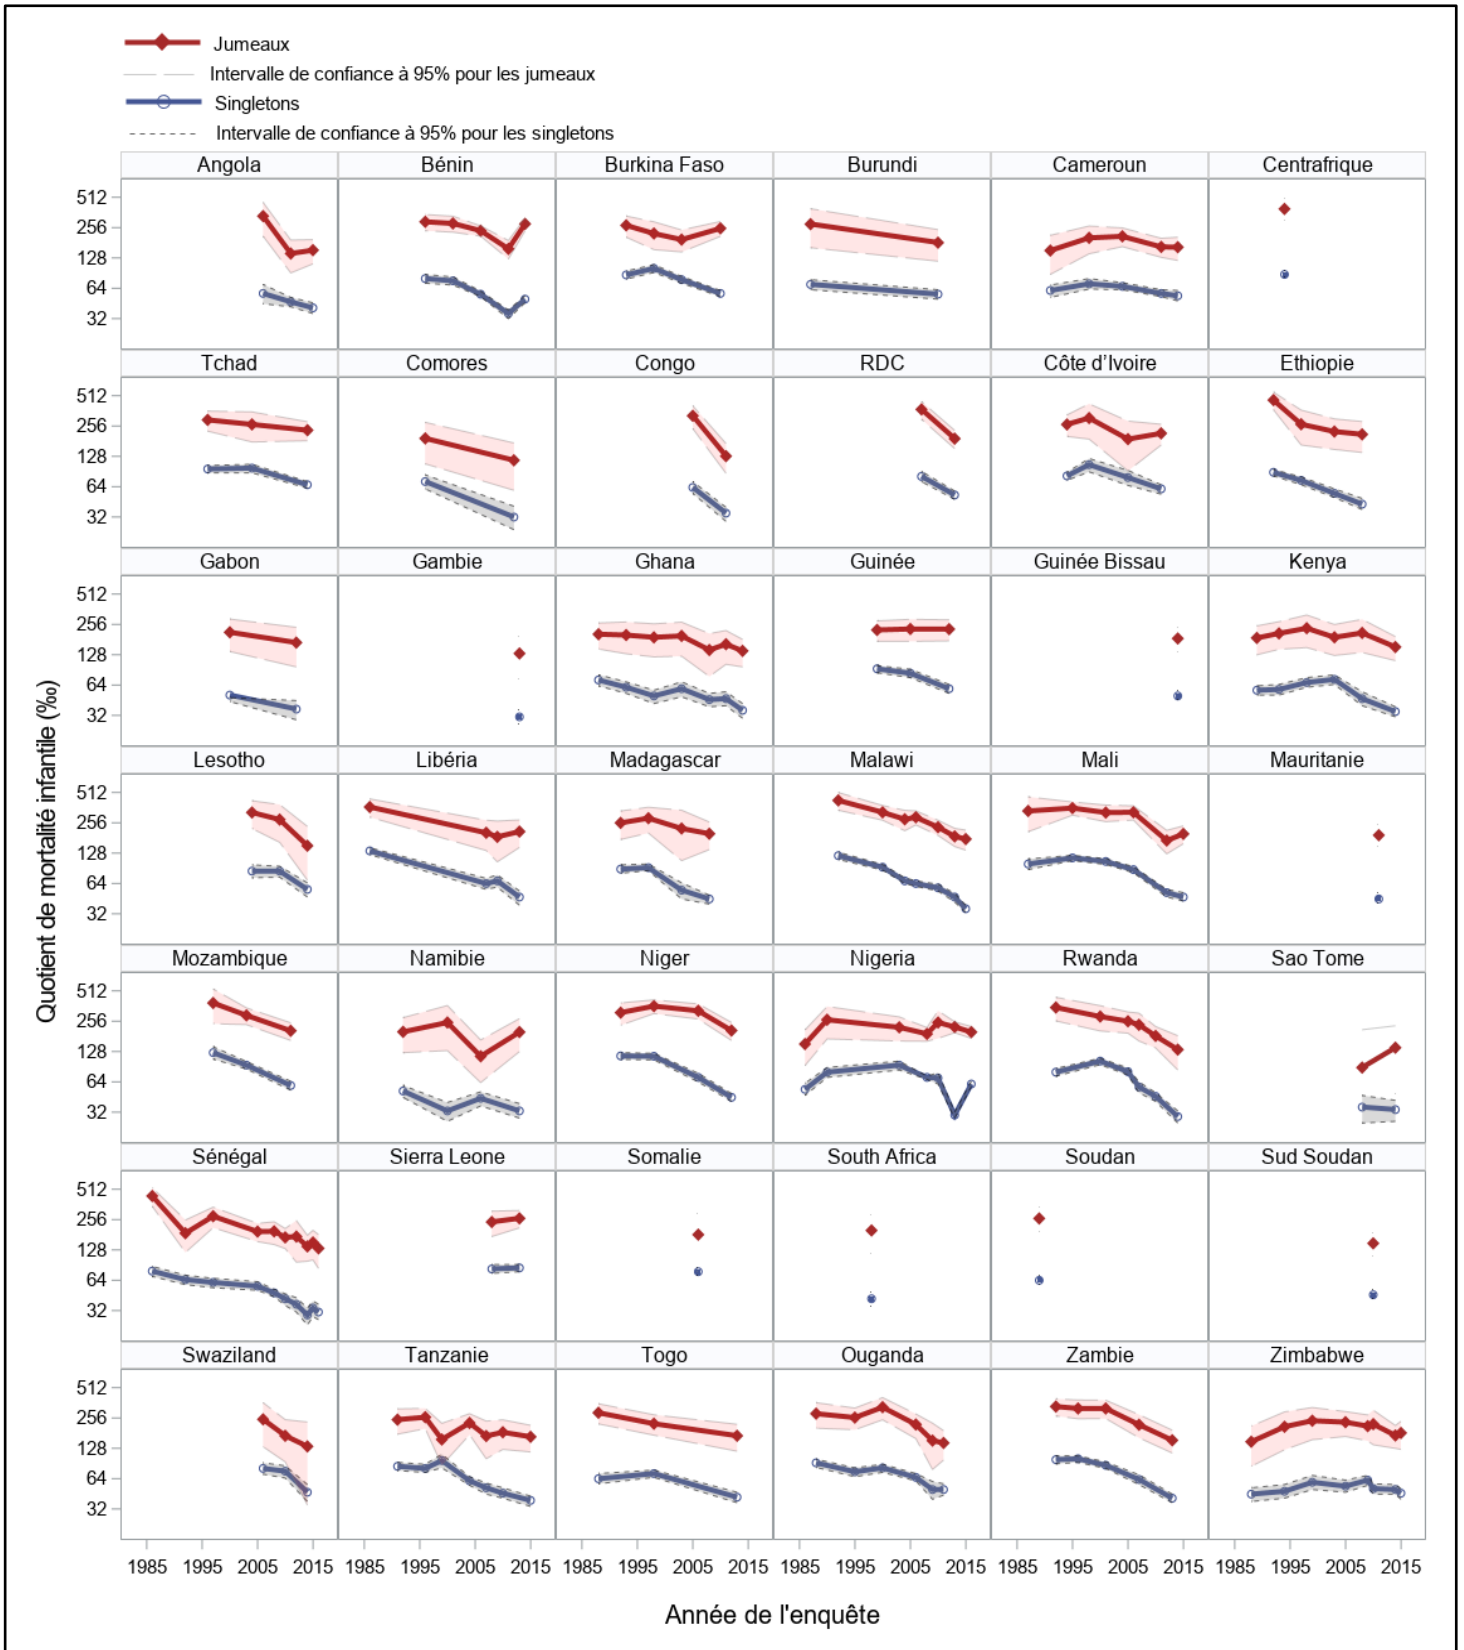 Jumeaux
Intervalle de confiance à 95% pour les jumeaux
Singletons
Intervalle de confiance à 95% pour les singletons
Quotient de mortalité infantile (‰)
Angola Bénin Burkina Faso Burundi Cameroun Centrafrique
512
256
128
64
32
Tchad Comores Congo RDC Côte d'Ivoire Ethiopie
512
256
128
64
32
Gabon Gambie Ghana Guinée Guinée Bissau Kenya
512
256
128
64
32
Lesotho Libéria Madagascar Malawi Mali Mauritanie
512
256
128
64
32
Mozambique Namibie Niger Nigeria Rwanda Sao Tome
512
256
128
64
32
Sénégal Sierra Leone Somalie South Africa Soudan Sud Soudan
512
256
128
64
32
Swaziland Tanzanie Togo Ouganda Zambie Zimbabwe
512
256
128
64
32
1985 1995 2005 2015 1985 1995 2005 2015 1985 1995 2005 2015 1985 1995 2005 2015 1985 1995 2005 2015 1985 1995 2005 2015
Année de l'enquête